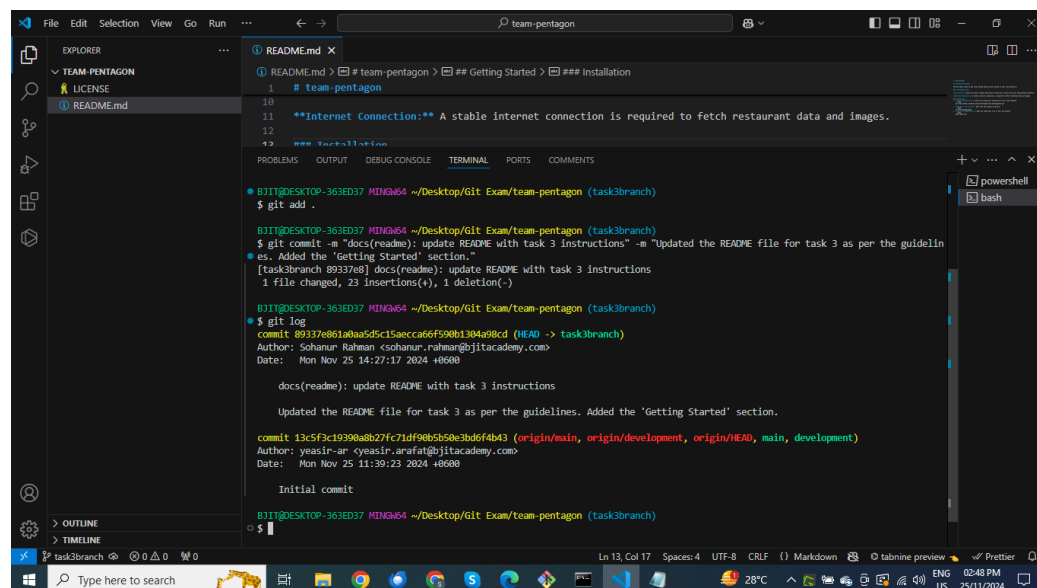 File Edit Selection View Go Run ...
team-pentagon
EXPLORER
TEAM-PENTAGON
LICENSE
README.md
README.md
README.md > # team-pentagon > ## Getting Started > ### Installation
1 # team-pentagon
10
11 **Internet Connection:** A stable internet connection is required to fetch restaurant data and images.
12
13 ### Installation
PROBLEMS OUTPUT DEBUG CONSOLE TERMINAL PORTS COMMENTS
powershell
bash
BJIT@DESKTOP-363ED37 MINGW64 ~/Desktop/Git Exam/team-pentagon (task3branch)
$ git add .
BJIT@DESKTOP-363ED37 MINGW64 ~/Desktop/Git Exam/team-pentagon (task3branch)
$ git commit -m "docs(readme): update README with task 3 instructions" -m "Updated the README file for task 3 as per the guidelin
es. Added the 'Getting Started' section."
[task3branch 89337e8] docs(readme): update README with task 3 instructions
1 file changed, 23 insertions(+), 1 deletion(-)
BJIT@DESKTOP-363ED37 MINGW64 ~/Desktop/Git Exam/team-pentagon (task3branch)
$ git log
commit 89337e861a0aa5d5c15aecca66f590b1304a98cd (HEAD -> task3branch)
Author: Sohanur Rahman <sohanur.rahman@bjitacademy.com>
Date: Mon Nov 25 14:27:17 2024 +0600
docs(readme): update README with task 3 instructions
Updated the README file for task 3 as per the guidelines. Added the 'Getting Started' section.
commit 13c5f3c19390a8b27fc71df90b5b50e3bd6f4b43 (origin/main, origin/development, origin/HEAD, main, development)
Author: yeasir-ar <yeasir.arafat@bjitacademy.com>
Date: Mon Nov 25 11:39:23 2024 +0600
Initial commit
BJIT@DESKTOP-363ED37 MINGW64 ~/Desktop/Git Exam/team-pentagon (task3branch)
$
OUTLINE
TIMELINE
task3branch 0 0 0 Ln 13, Col 17 Spaces: 4 UTF-8 CRLF {} Markdown tabnine preview Prettier
Type here to search 28°C ENG 02:48 PM
US 25/11/2024